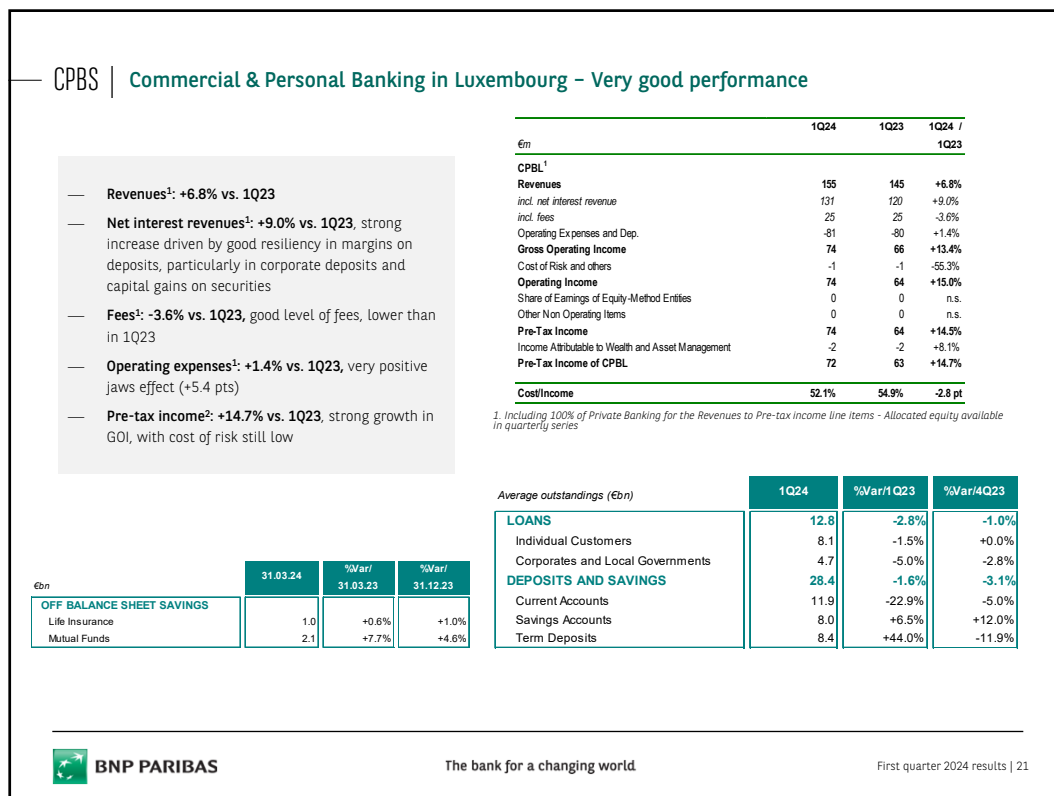 CPBS
Commercial & Personal Banking in Luxembourg – Very good performance
— Revenues¹: +6.8% vs. 1Q23
— Net interest revenues¹: +9.0% vs. 1Q23, strong
increase driven by good resiliency in margins on
deposits, particularly in corporate deposits and
capital gains on securities
— Fees¹: -3.6% vs. 1Q23, good level of fees, lower than
in 1Q23
— Operating expenses¹: +1.4% vs. 1Q23, very positive
jaws effect (+5.4 pts)
— Pre-tax income²: +14.7% vs. 1Q23, strong growth in
GOI, with cost of risk still low
1Q24 1Q23 1Q24 /
€m 1Q23
CPBL¹
Revenues 155 145 +6.8%
incl. net interest revenue 131 120 +9.0%
incl. fees 25 25 -3.6%
Operating Expenses and Dep. -81 -80 +1.4%
Gross Operating Income 74 66 +13.4%
Cost of Risk and others -1 -1 -55.3%
Operating Income 74 64 +15.0%
Share of Earnings of Equity-Method Entities 0 0 n.s.
Other Non Operating Items 0 0 n.s.
Pre-Tax Income 74 64 +14.5%
Income Attributable to Wealth and Asset Management -2 -2 +8.1%
Pre-Tax Income of CPBL 72 63 +14.7%
Cost/Income 52.1% 54.9% -2.8 pt
1. Including 100% of Private Banking for the Revenues to Pre-tax income line items - Allocated equity available
in quarterly series
Average outstandings (€bn) 1Q24 %Var/1Q23 %Var/4Q23
LOANS 12.8 -2.8% -1.0%
Individual Customers 8.1 -1.5% +0.0%
Corporates and Local Governments 4.7 -5.0% -2.8%
DEPOSITS AND SAVINGS 28.4 -1.6% -3.1%
Current Accounts 11.9 -22.9% -5.0%
Savings Accounts 8.0 +6.5% +12.0%
Term Deposits 8.4 +44.0% -11.9%
€bn 31.03.24 %Var/ 31.03.23 %Var/ 31.12.23
OFF BALANCE SHEET SAVINGS
Life Insurance 1.0 +0.6% +1.0%
Mutual Funds 2.1 +7.7% +4.6%
BNP PARIBAS
The bank for a changing world
First quarter 2024 results | 21